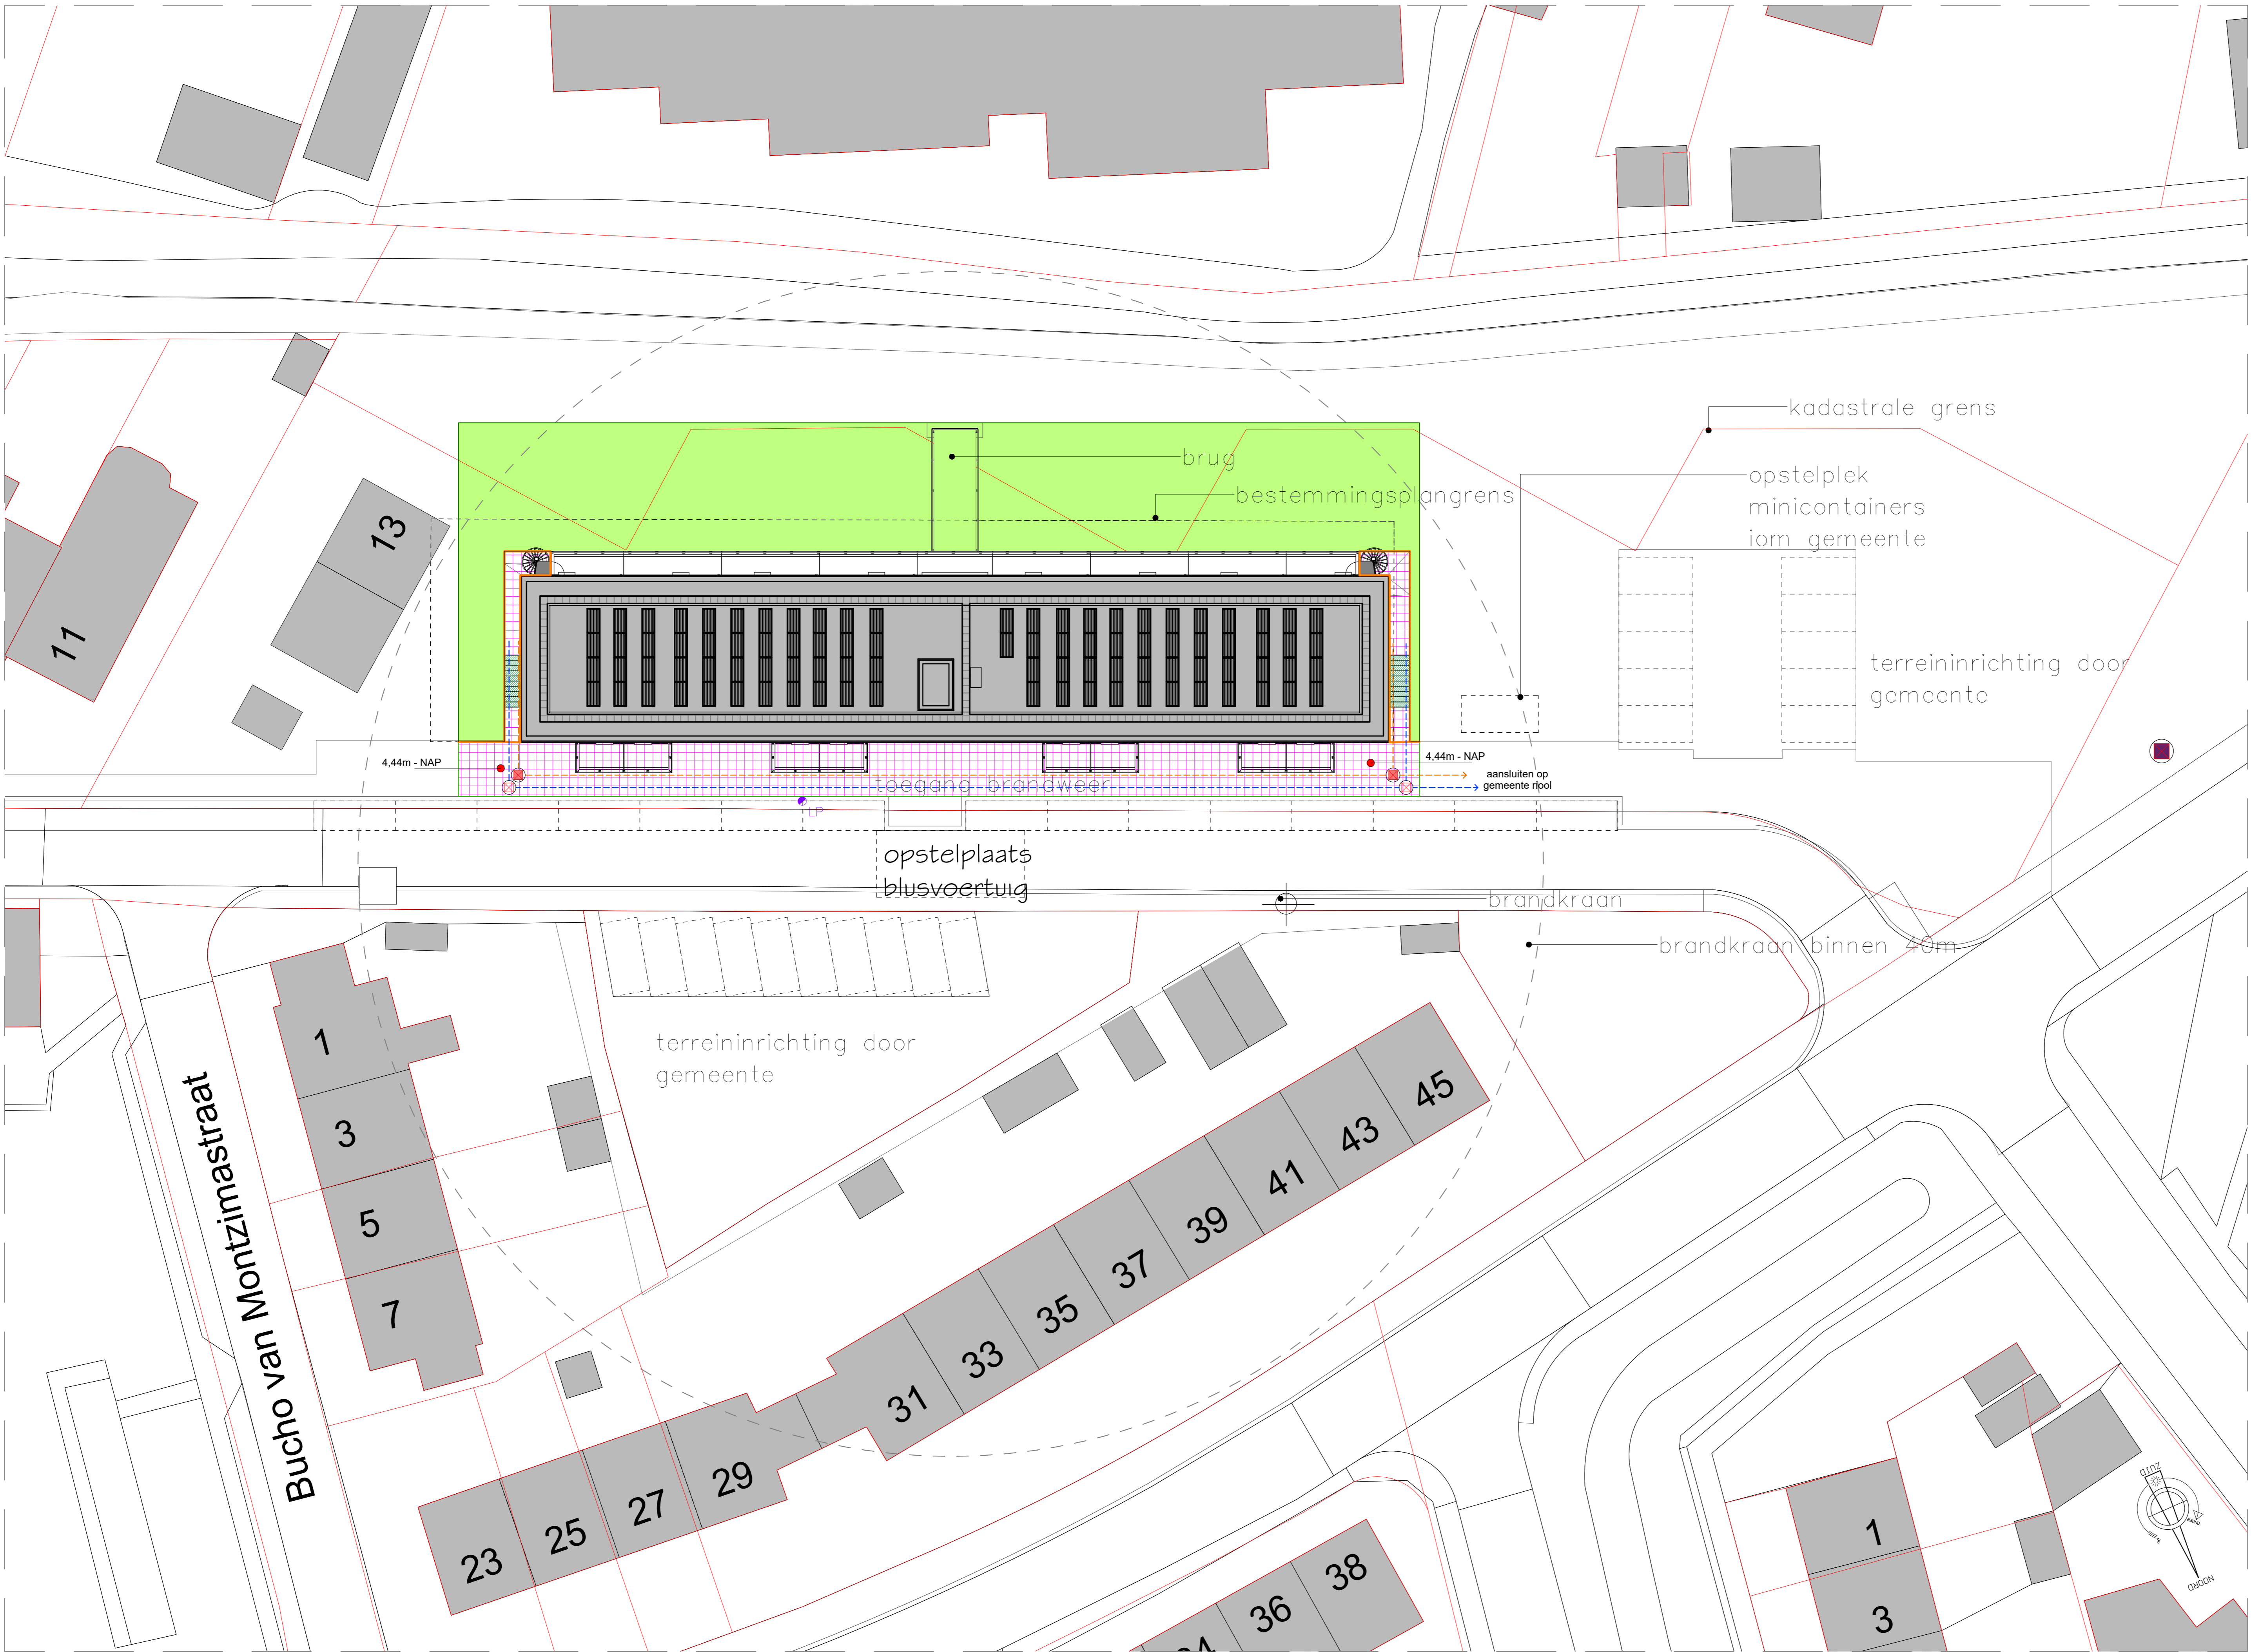 kadastrale grens
brug
opstelplek
minicontainers
iom gemeente
bestemmingsplangrens
13
11
terreininrichting door
gemeente
4,44m - NAP
4,44m - NAP
aansluiten op
gemeente riool
toegang brandweer
LP
opstelplaats
blusvoertuig
brandkraan
brandkraan binnen 40m
terreininrichting door
gemeente
1
3
5
7
Bucho van Montzimastraat
45
43
41
39
37
35
33
31
29
27
25
23
38
36
1
3
ZUID
NOORD